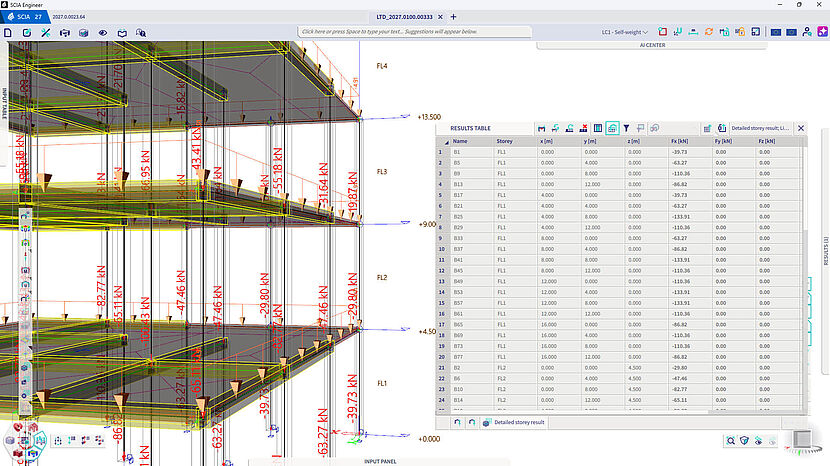 SCIA Engineer
SCIA 27
2027.0.0023.64
LTD_2027.0100.00333
Click here or press Space to type your text... Suggestions will appear below.
LC1 - Self-weight
AI CENTER
INPUT TABLE
FL4
+13.500
FL3
+9.000
FL2
FL1
+0.000
43.41 kN
-55.18 kN
-82.77 kN
-47.46 kN
-29.80 kN
-29.80 kN
-63.27 kN
-39.73 kN
RESULTS TABLE
Detailed storey result; Li...
Name Storey x [m] y [m] z [m] Fx [kN] Fy [kN] Fz [kN]
1 B1 FL1 0.000 0.000 0.000 -39.73 0.00 0.00
2 B5 FL1 0.000 4.000 0.000 -63.27 0.00 0.00
3 B9 FL1 0.000 8.000 0.000 -110.36 0.00 0.00
4 B13 FL1 0.000 12.000 0.000 -86.82 0.00 0.00
5 B17 FL1 4.000 0.000 0.000 -39.73 0.00 0.00
6 B21 FL1 4.000 4.000 0.000 -63.27 0.00 0.00
7 B25 FL1 4.000 8.000 0.000 -133.91 0.00 0.00
8 B29 FL1 4.000 12.000 0.000 -110.36 0.00 0.00
9 B33 FL1 8.000 0.000 0.000 -63.27 0.00 0.00
10 B37 FL1 8.000 4.000 0.000 -86.82 0.00 0.00
11 B41 FL1 8.000 8.000 0.000 -133.91 0.00 0.00
12 B45 FL1 8.000 12.000 0.000 -110.36 0.00 0.00
13 B49 FL1 12.000 0.000 0.000 -110.36 0.00 0.00
14 B53 FL1 12.000 4.000 0.000 -133.91 0.00 0.00
15 B57 FL1 12.000 8.000 0.000 -133.91 0.00 0.00
16 B61 FL1 12.000 12.000 0.000 -110.36 0.00 0.00
17 B65 FL1 16.000 0.000 0.000 -86.82 0.00 0.00
18 B69 FL1 16.000 4.000 0.000 -110.36 0.00 0.00
19 B73 FL1 16.000 8.000 0.000 -110.36 0.00 0.00
20 B77 FL1 16.000 12.000 0.000 -86.82 0.00 0.00
21 B2 FL2 0.000 0.000 4.500 -29.80 0.00 0.00
22 B6 FL2 0.000 4.000 4.500 -47.46 0.00 0.00
23 B10 FL2 0.000 8.000 4.500 -82.77 0.00 0.00
24 B14 FL2 0.000 12.000 4.500 -65.11 0.00 0.00
Detailed storey result
RESULTS (1)
INPUT PANEL